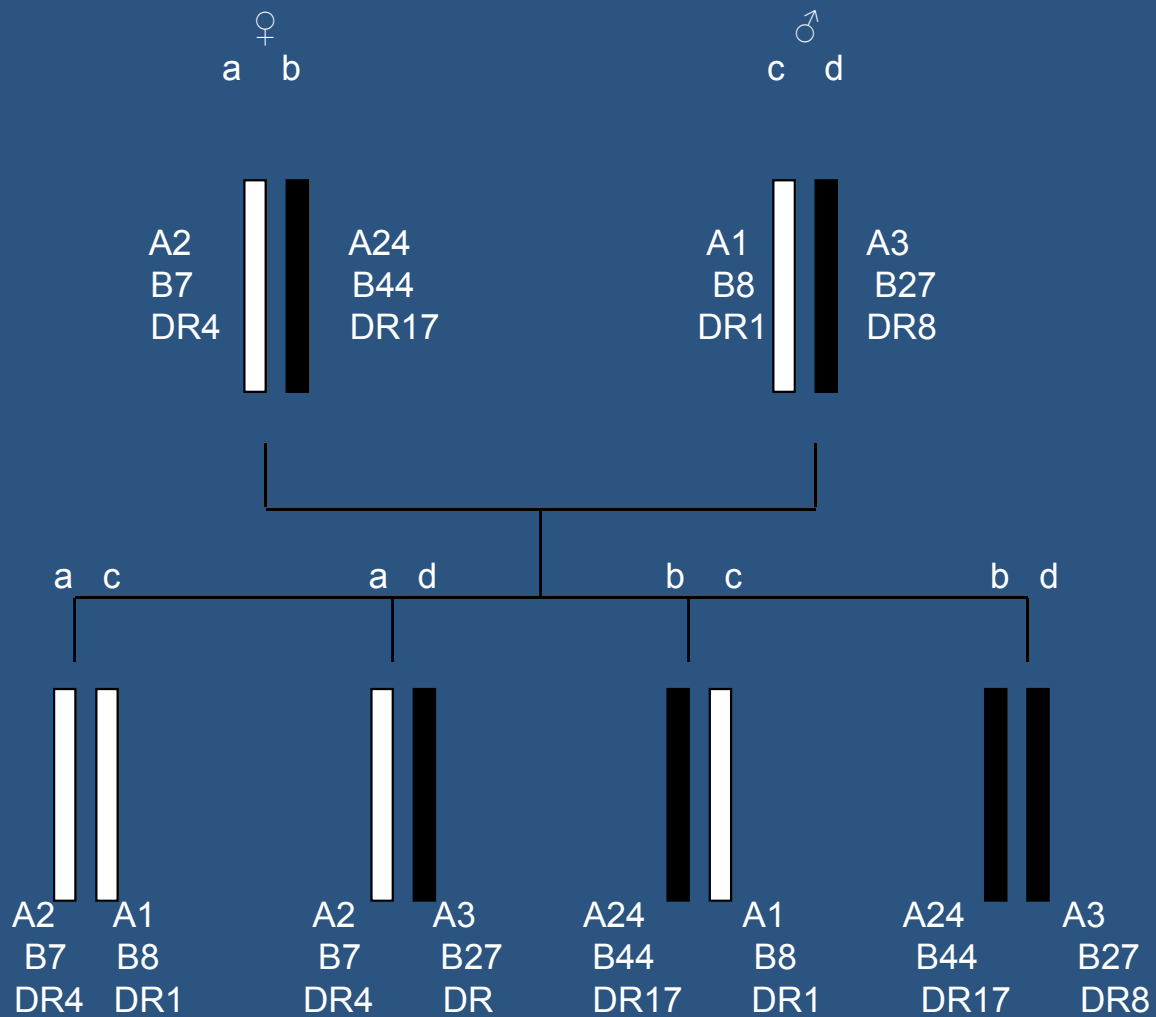 ♀ ♂
a b c d
A2 A24 A1 A3
B7 B44 B8 B27
DR4 DR17 DR1 DR8
a c a d b c b d
A2 A1 A2 A3 A24 A1 A24 A3
B7 B8 B7 B27 B44 B8 B44 B27
DR4 DR1 DR4 DR DR17 DR1 DR17 DR8